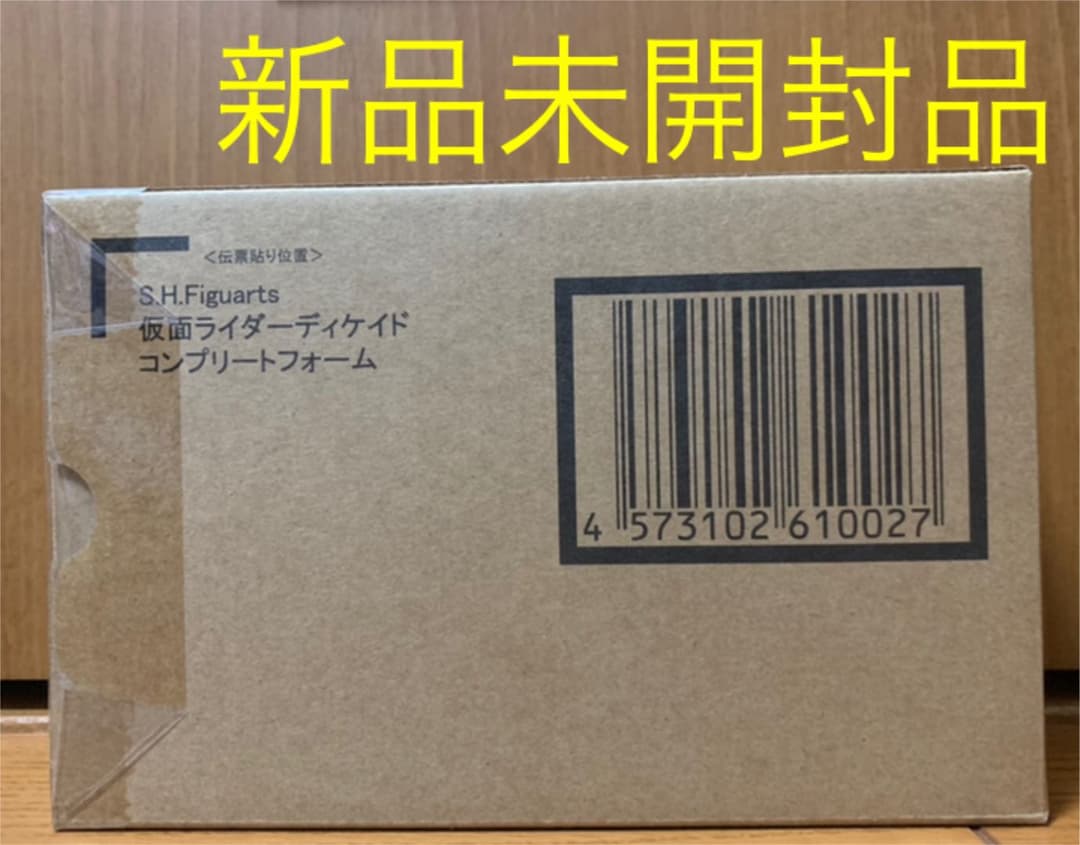 新品未開封品
<伝票貼り位置>
S.H.Figuarts
仮面ライダーディケイド
コンプリートフォーム
4 573102 610027